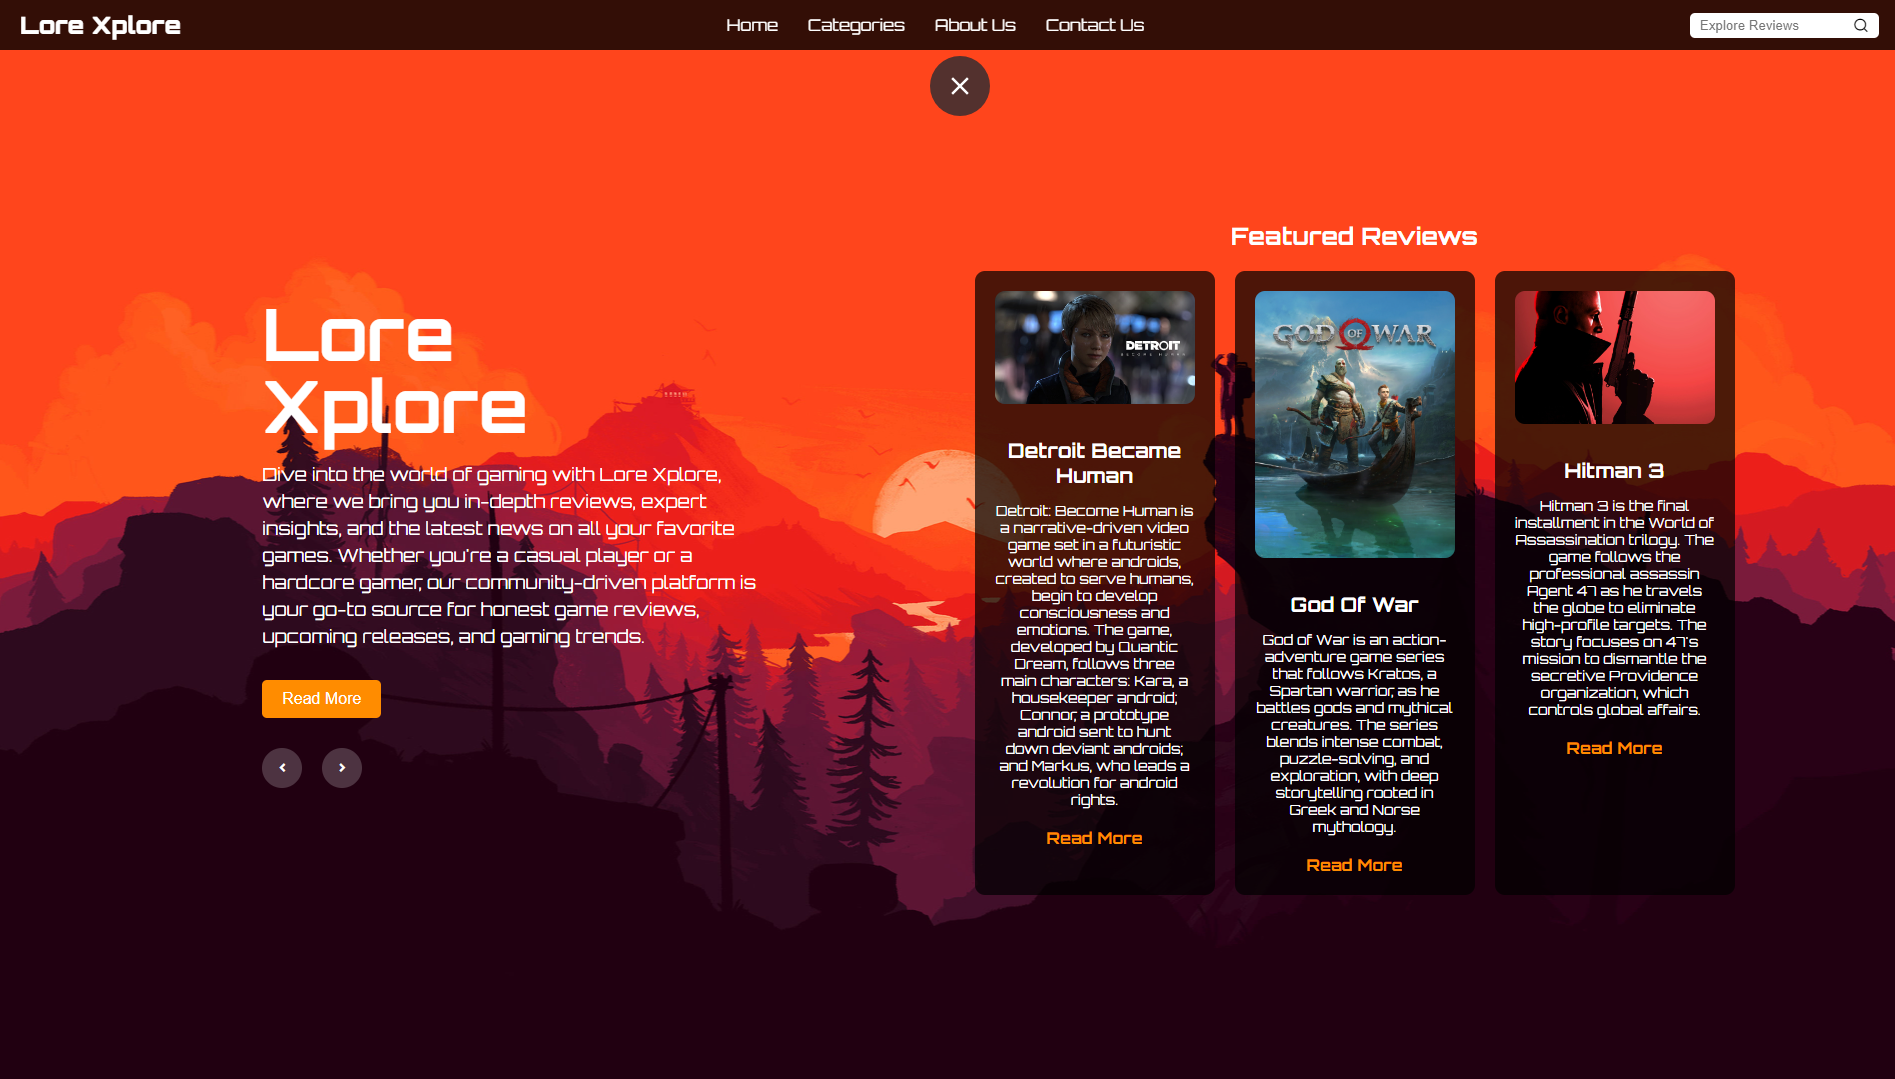 Lore Xplore
Home
Categories
About Us
Contact Us
Explore Reviews
Lore
Xplore
Dive into the world of gaming with Lore Xplore,
where we bring you in-depth reviews, expert
insights, and the latest news on all your favorite
games. Whether you're a casual player or a
hardcore gamer, our community-driven platform is
your go-to source for honest game reviews,
upcoming releases, and gaming trends.
Read More
Featured Reviews
DETROIT
BECOME HUMAN
Detroit Became
Human
Detroit: Become Human is
a narrative-driven video
game set in a futuristic
world where androids,
created to serve humans,
begin to develop
consciousness and
emotions. The game,
developed by Quantic
Dream, follows three
main characters: Kara, a
housekeeper android;
Connor, a prototype
android sent to hunt
down deviant androids;
and Markus, who leads a
revolution for android
rights.
Read More
GOD OF WAR
God Of War
God of War is an action-
adventure game series
that follows Kratos, a
Spartan warrior, as he
battles gods and mythical
creatures. The series
blends intense combat,
puzzle-solving, and
exploration, with deep
storytelling rooted in
Greek and Norse
mythology.
Read More
Hitman 3
Hitman 3 is the final
installment in the World of
Assassination trilogy. The
game follows the
professional assassin
Agent 47 as he travels
the globe to eliminate
high-profile targets. The
story focuses on 47's
mission to dismantle the
secretive Providence
organization, which
controls global affairs.
Read More